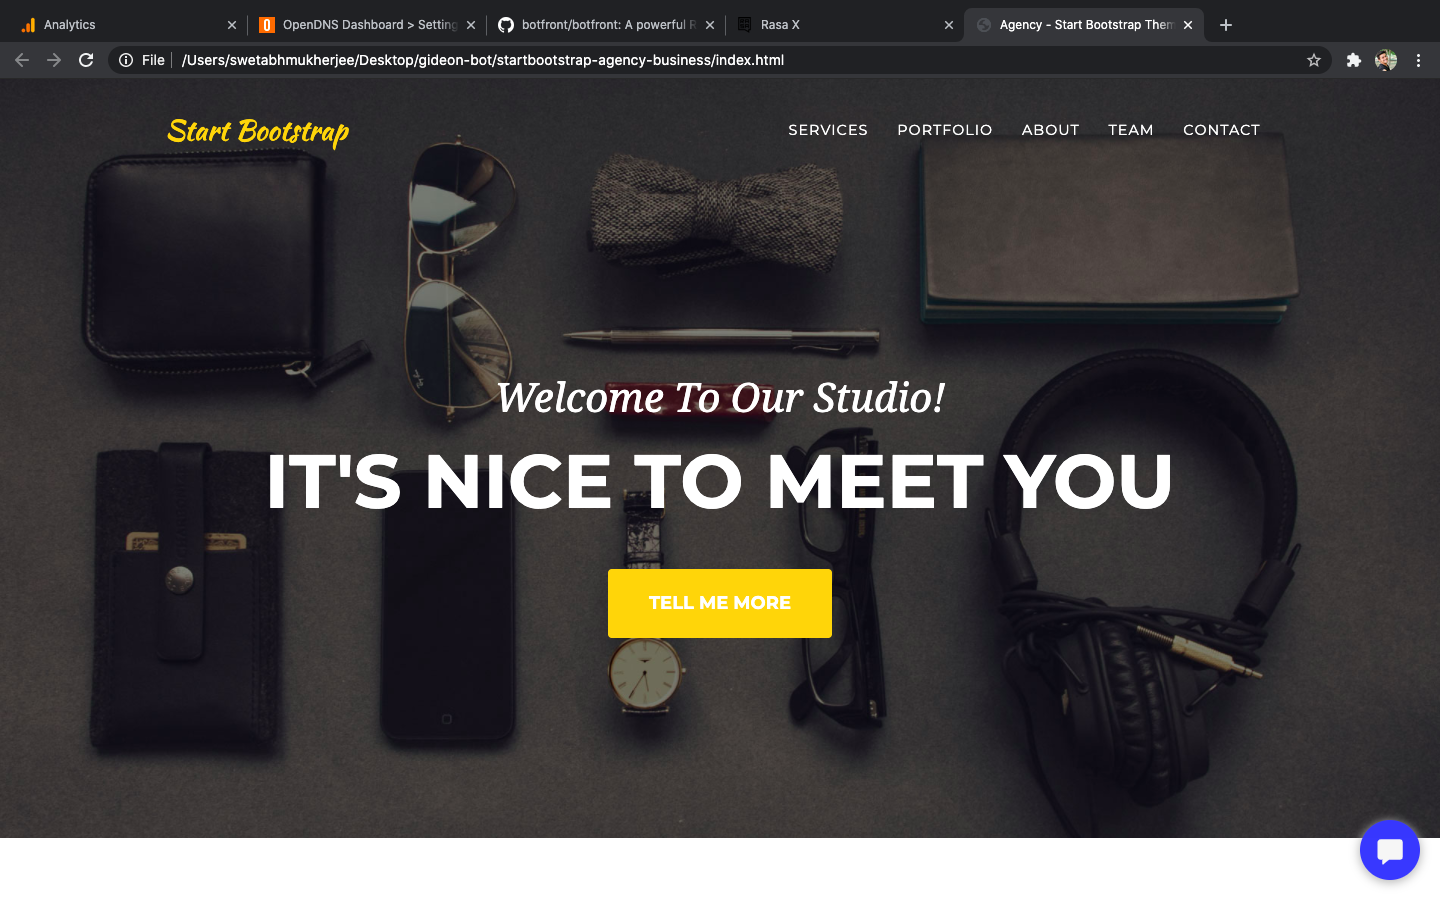 Analytics
OpenDNS Dashboard > Setting
botfront/botfront: A powerful R
Rasa X
Agency - Start Bootstrap Them
File
/Users/swetabhmukherjee/Desktop/gideon-bot/startbootstrap-agency-business/index.html
Start Bootstrap
SERVICES PORTFOLIO ABOUT TEAM CONTACT
Welcome To Our Studio!
IT'S NICE TO MEET YOU
TELL ME MORE